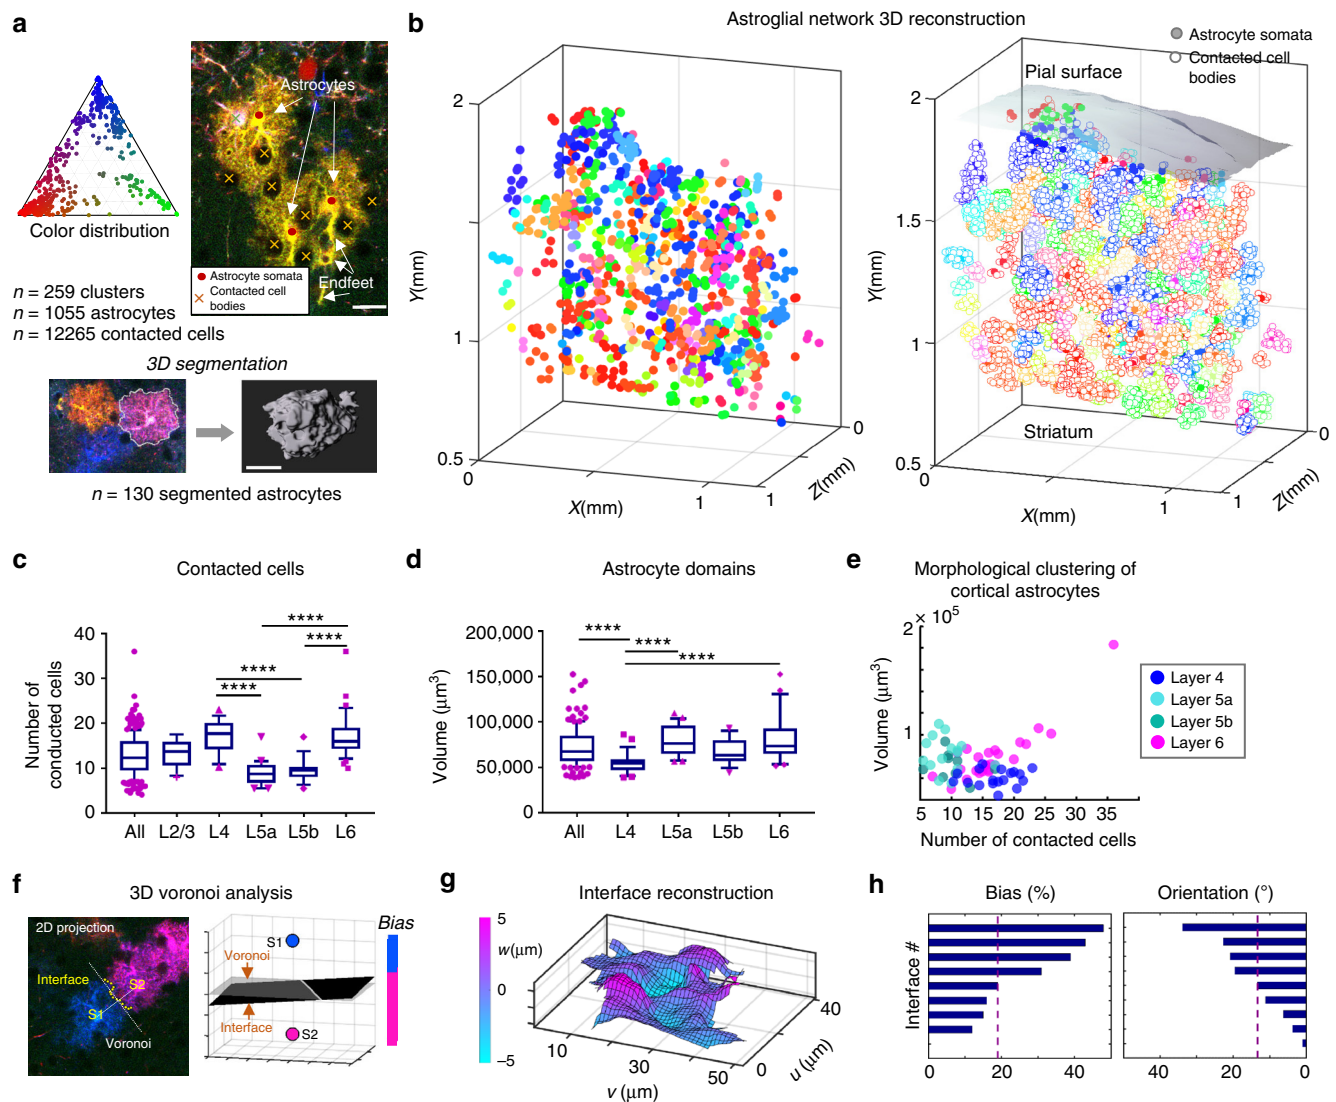 a
Color distribution
Astrocytes
Endfeet
Astrocyte somata
Contacted cell
bodies
n = 259 clusters
n = 1055 astrocytes
n = 12265 contacted cells
3D segmentation
n = 130 segmented astrocytes
b
Astroglial network 3D reconstruction
2
1
0.5
0
1
1
0
Y(mm)
X(mm)
Z(mm)
Astrocyte somata
Contacted cell
bodies
Pial surface
Striatum
2
1.5
1
0.5
0
1
1
0
Y(mm)
X(mm)
Z(mm)
c
Contacted cells
Number of
conducted cells
40
30
20
10
0
****
****
****
****
All L2/3 L4 L5a L5b L6
d
Astrocyte domains
Volume (μm³)
200,000
150,000
100,000
50,000
0
****
****
****
All L4 L5a L5b L6
e
Morphological clustering of
cortical astrocytes
× 10⁵
2
1
Volume (μm³)
5 10 15 20 25 30 35 40
Number of contacted cells
Layer 4
Layer 5a
Layer 5b
Layer 6
f
3D voronoi analysis
2D projection
Interface
S2
S1
Voronoi
S1
Voronoi
Interface
S2
Bias
g
Interface reconstruction
5
w(μm)
0
−5
10
30
50
v (μm)
0
40
u (μm)
h
Bias (%)
Interface #
0 20 40
Orientation (°)
40 20 0